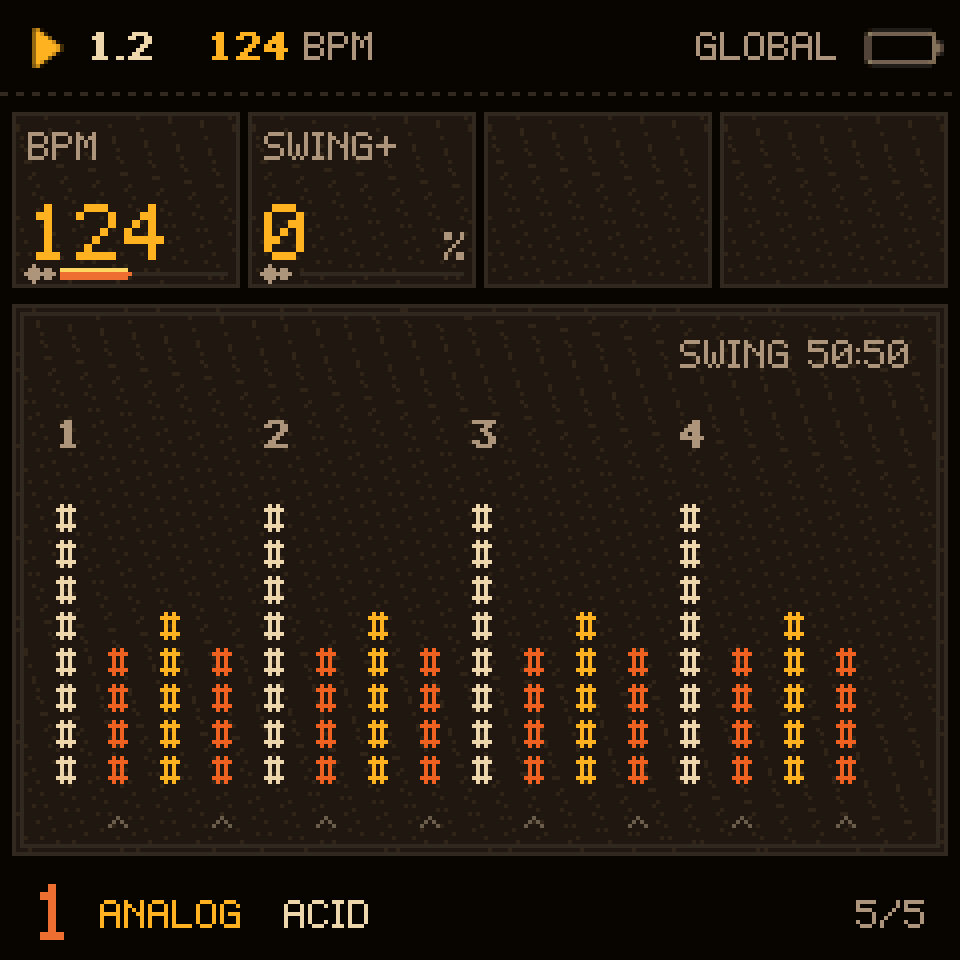 1.2 124 BPM GLOBAL
BPM SWING+
124 0 %
SWING 50:50
1 2 3 4
# # # #
# # # #
# # # #
# # # # # # # #
# # # # # # # # # # # # # # # #
# # # # # # # # # # # # # # # #
# # # # # # # # # # # # # # # #
# # # # # # # # # # # # # # # #
^ ^ ^ ^ ^ ^ ^ ^
1 ANALOG ACID 5/5